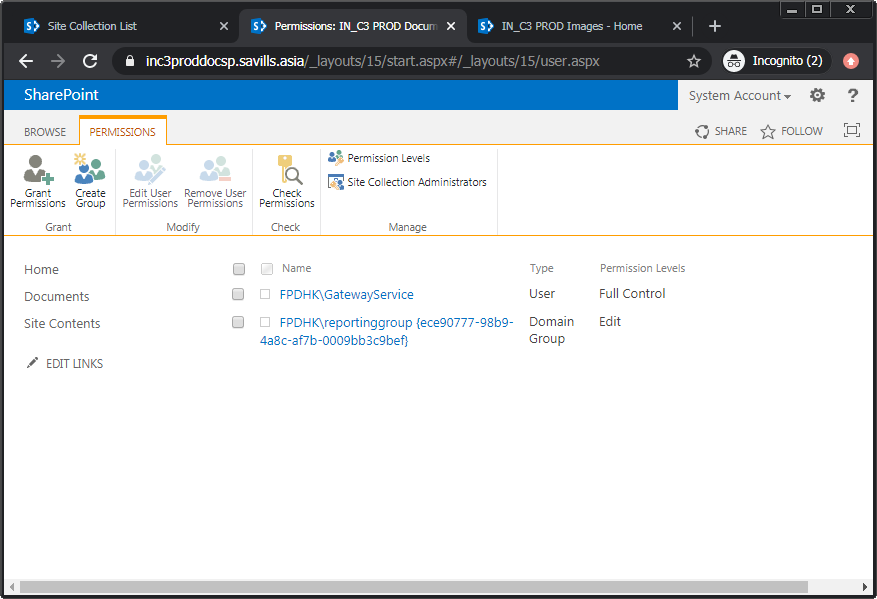 Site Collection List
Permissions: IN_C3 PROD Docum
IN_C3 PROD Images - Home
inc3proddocsp.savills.asia/_layouts/15/start.aspx#/_layouts/15/user.aspx
Incognito (2)
SharePoint
System Account
?
BROWSE
PERMISSIONS
SHARE
FOLLOW
Grant Permissions
Create Group
Edit User Permissions
Remove User Permissions
Check Permissions
Permission Levels
Site Collection Administrators
Grant
Modify
Check
Manage
Home
Documents
Site Contents
EDIT LINKS
Name
Type
Permission Levels
FPDHK\GatewayService
User
Full Control
FPDHK\reportinggroup {ece90777-98b9-
4a8c-af7b-0009bb3c9bef}
Domain
Group
Edit